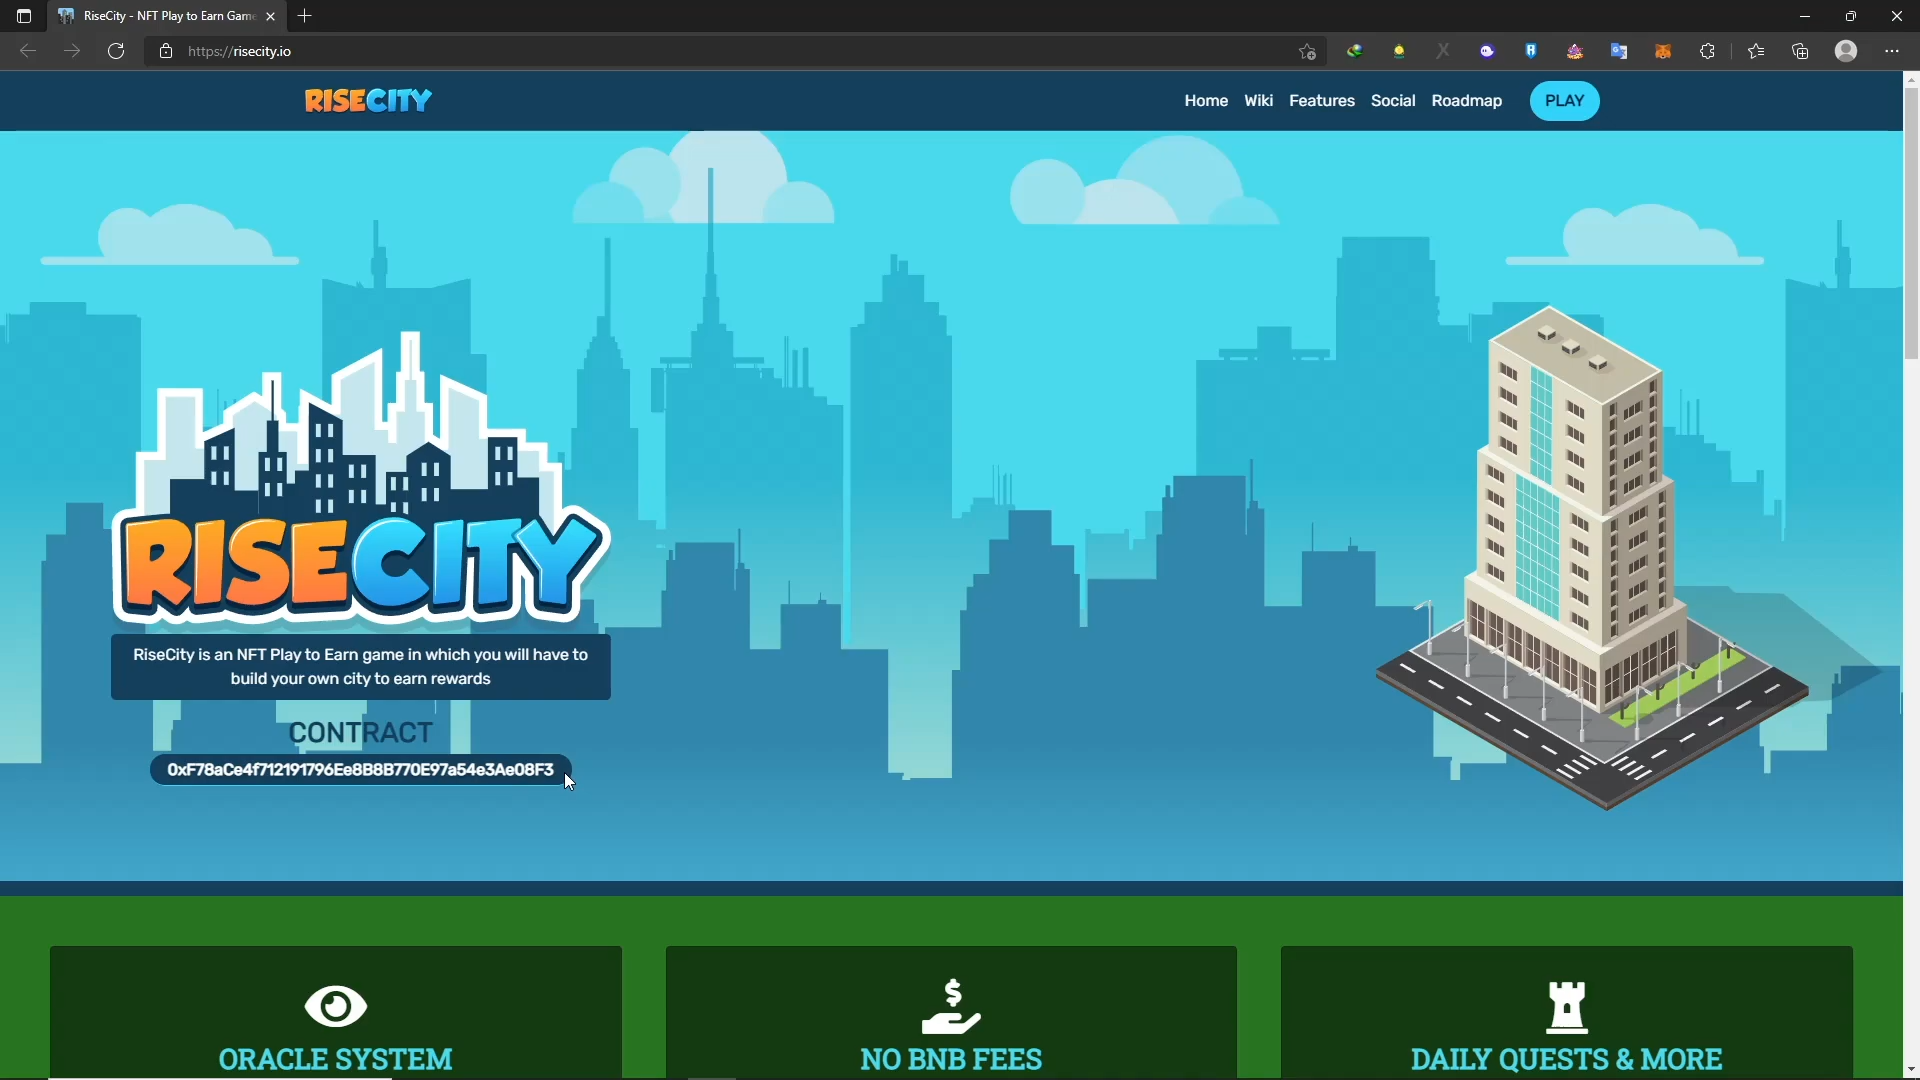 RiseCity - NFT Play to Earn Game
https://risecity.io
RISECITY
Home Wiki Features Social Roadmap PLAY
RISECITY
RiseCity is an NFT Play to Earn game in which you will have to
build your own city to earn rewards
CONTRACT
0xF78aCe4f712191796Ee8B8B770E97a54e3Ae08F3
ORACLE SYSTEM
NO BNB FEES
DAILY QUESTS & MORE